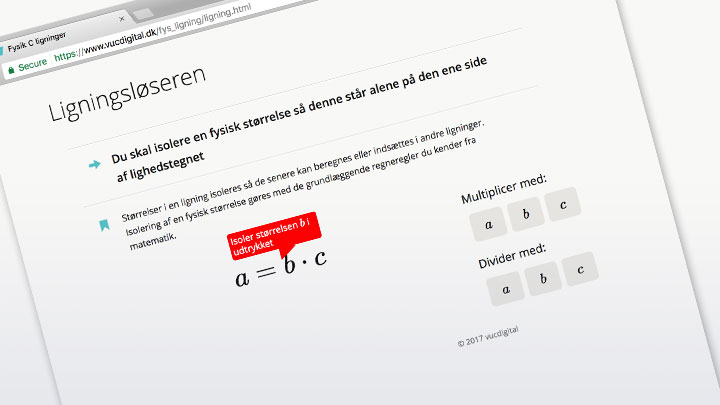 Fysik C ligninger
Secure https://www.vucdigital.dk/fys_ligning/ligning.html
Ligningsløseren
Du skal isolere en fysisk størrelse så denne står alene på den ene side
af lighedstegnet
Størrelser i en ligning isoleres så de senere kan beregnes eller indsættes i andre ligninger.
Isolering af en fysisk størrelse gøres med de grundlæggende regneregler du kender fra
matematik.
Isoler størrelsen b i
udtrykket
a = b · c
Multiplicer med:
a b c
Divider med:
a b c
© 2017 vucdigital